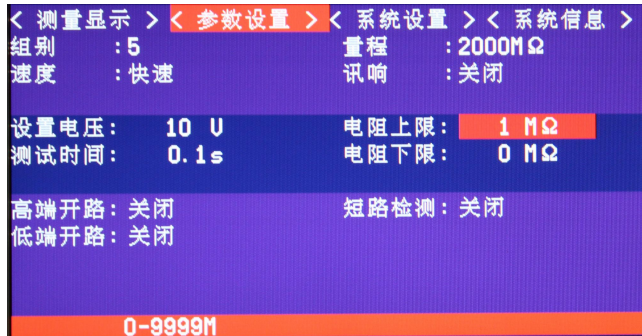 < 测量显示 > < 参数设置 > < 系统设置 > < 系统信息 >
组别 :5 量程 :2000MΩ
速度 :快速 讯响 :关闭
设置电压: 10 V 电阻上限: 1 MΩ
测试时间: 0.1s 电阻下限: 0 MΩ
高端开路:关闭 短路检测:关闭
低端开路:关闭
0-9999M